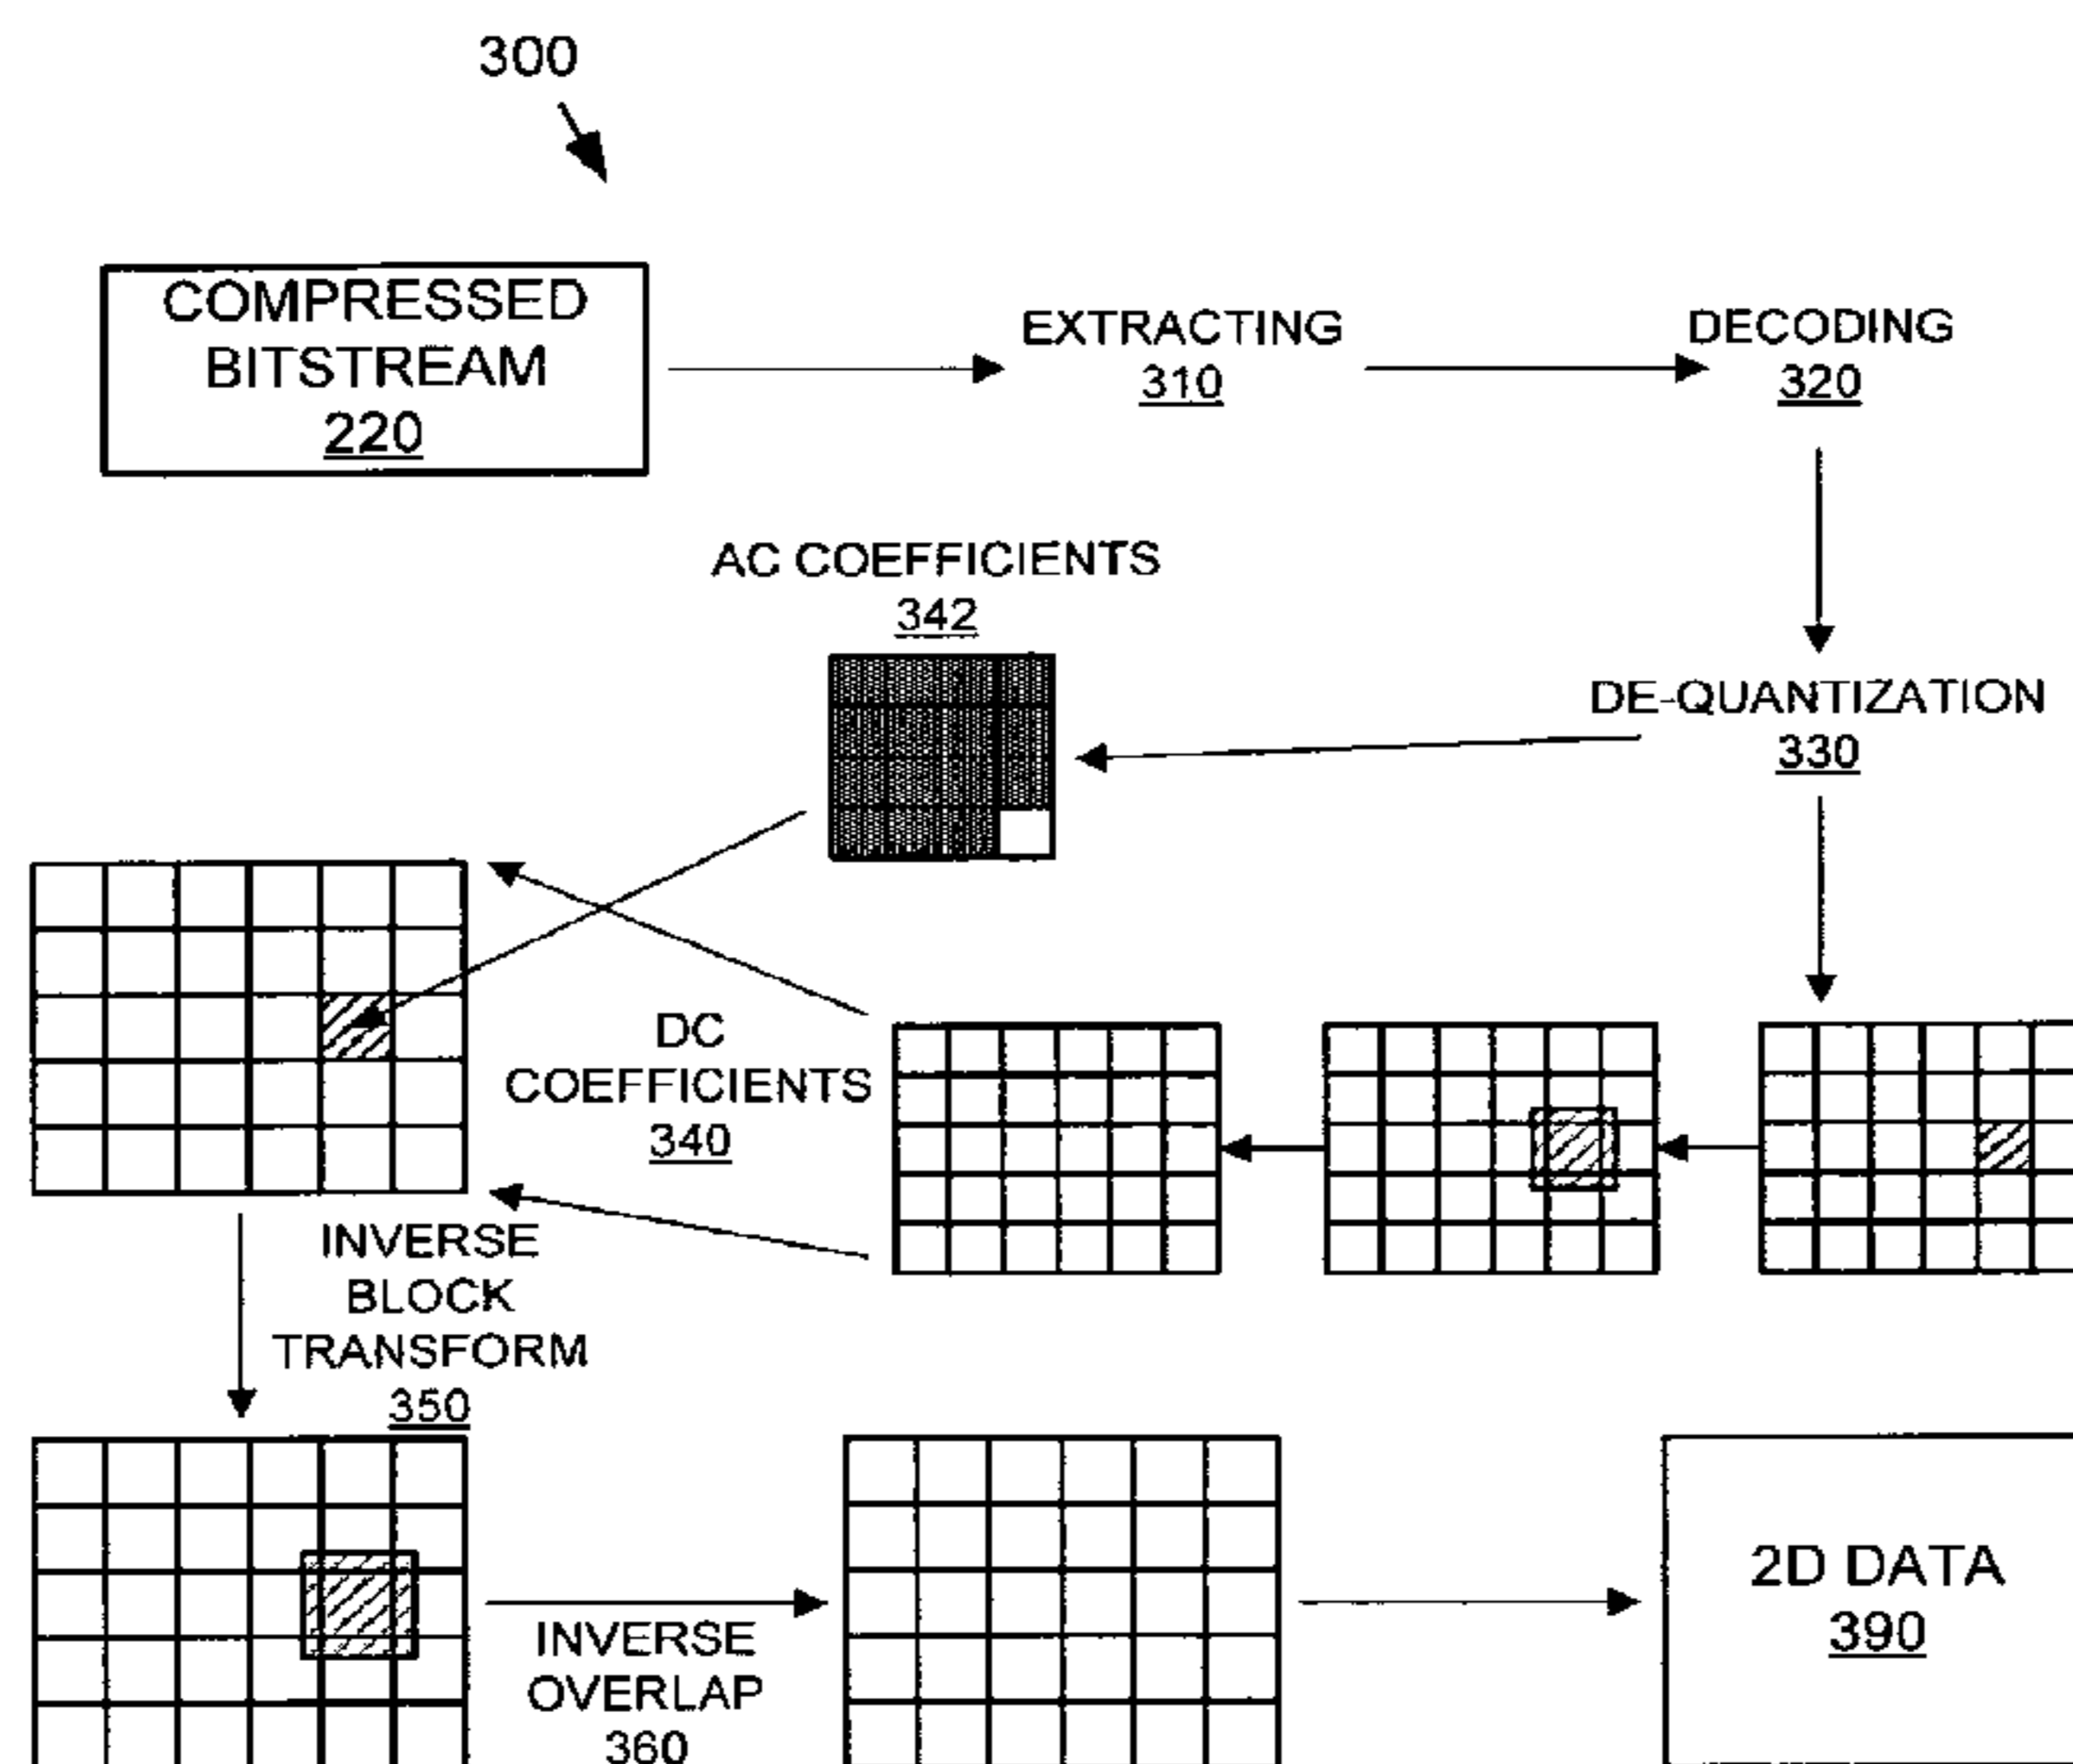 300
COMPRESSED
BITSTREAM
220
EXTRACTING
310
DECODING
320
AC COEFFICIENTS
342
DE-QUANTIZATION
330
DC
COEFFICIENTS
340
INVERSE
BLOCK
TRANSFORM
350
INVERSE
OVERLAP
360
2D DATA
390